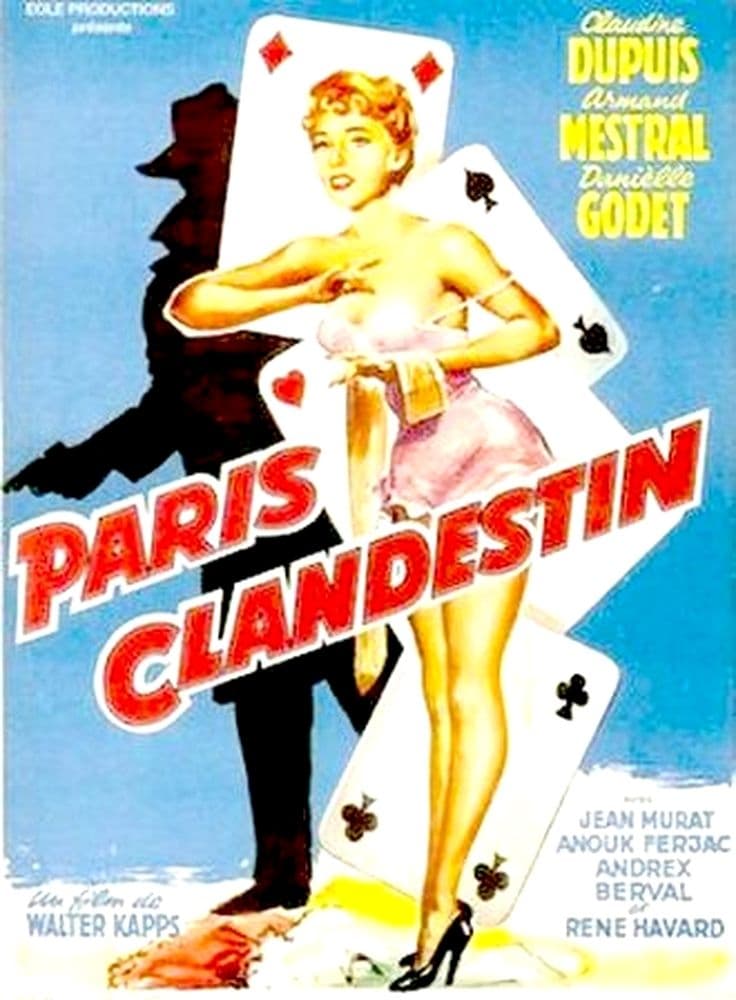 EOLE PRODUCTIONS
présente
Claudine
DUPUIS
Armand
MESTRAL
Danièlle
GODET
PARIS
CLANDESTIN
avec
JEAN MURAT
ANOUK FERJAC
ANDREX
BERVAL
et
RENE HAVARD
un film de
WALTER KAPPS